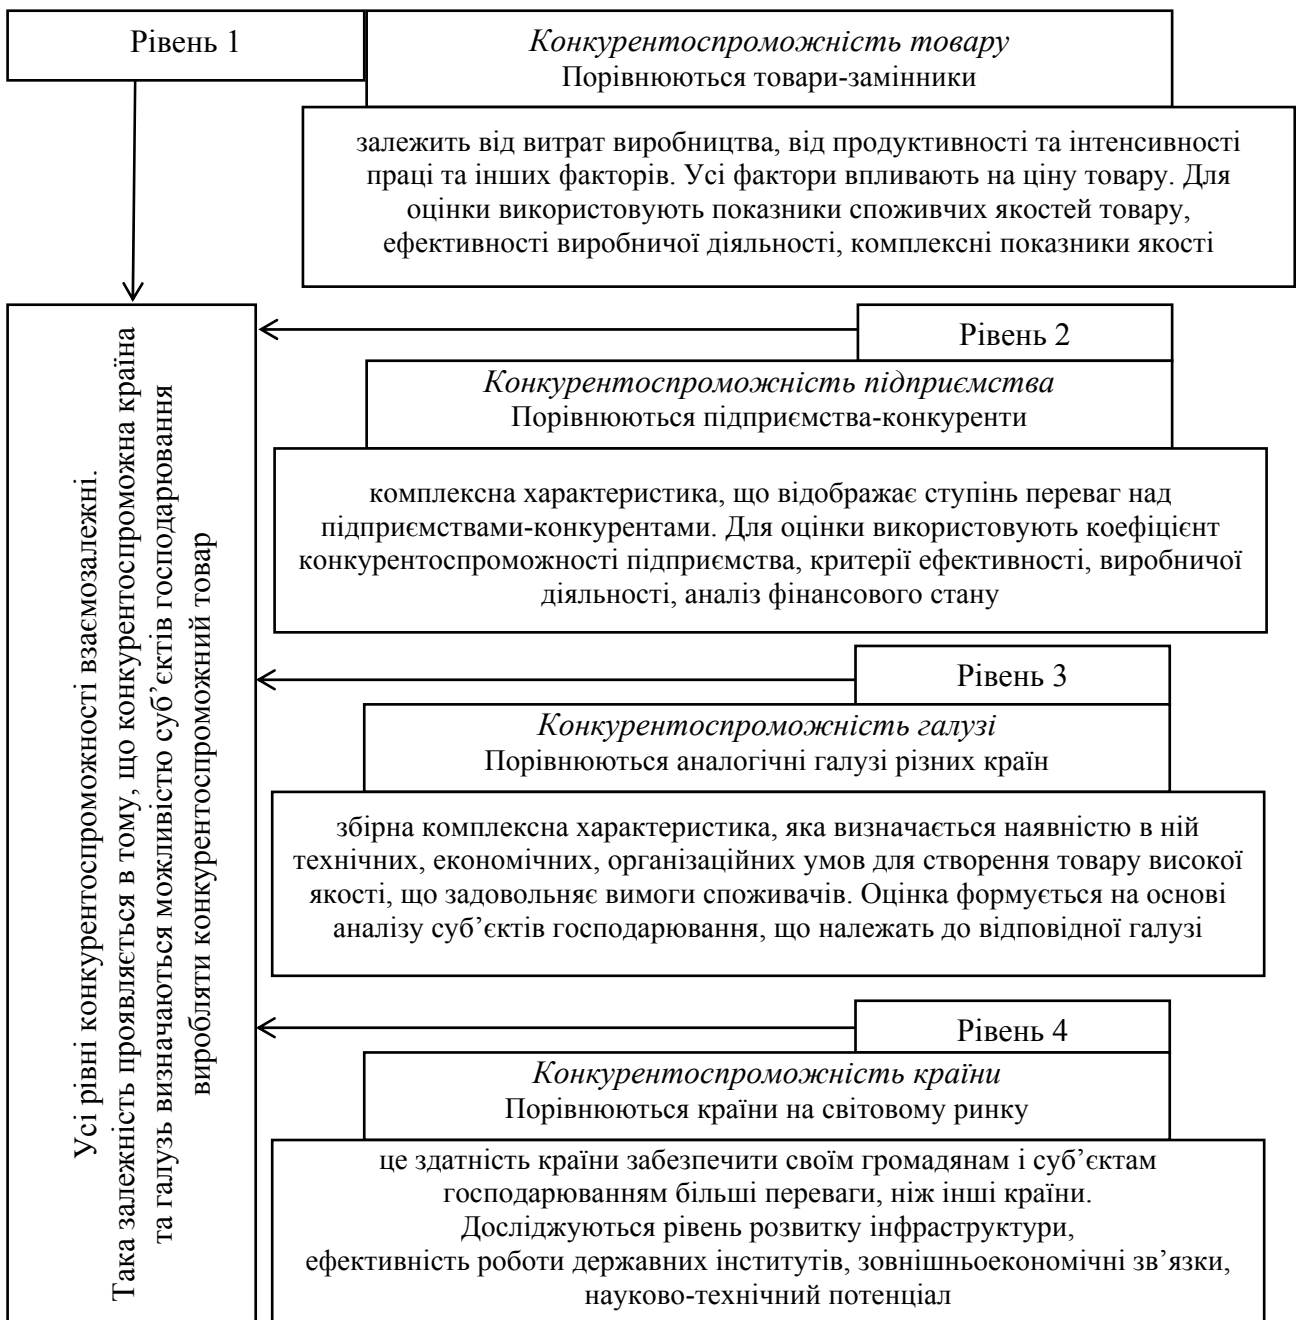 Рівень 1
Конкурентоспроможність товару
Порівнюються товари-замінники
залежить від витрат виробництва, від продуктивності та інтенсивності
праці та інших факторів. Усі фактори впливають на ціну товару. Для
оцінки використовують показники споживчих якостей товару,
ефективності виробничої діяльності, комплексні показники якості
Усі рівні конкурентоспроможності взаємозалежні.
Така залежність проявляється в тому, що конкурентоспроможна країна
та галузь визначаються можливістю суб’єктів господарювання
виробляти конкурентоспроможний товар
Рівень 2
Конкурентоспроможність підприємства
Порівнюються підприємства-конкуренти
комплексна характеристика, що відображає ступінь переваг над
підприємствами-конкурентами. Для оцінки використовують коефіцієнт
конкурентоспроможності підприємства, критерії ефективності, виробничої
діяльності, аналіз фінансового стану
Рівень 3
Конкурентоспроможність галузі
Порівнюються аналогічні галузі різних країн
збірна комплексна характеристика, яка визначається наявністю в ній
технічних, економічних, організаційних умов для створення товару високої
якості, що задовольняє вимоги споживачів. Оцінка формується на основі
аналізу суб’єктів господарювання, що належать до відповідної галузі
Рівень 4
Конкурентоспроможність країни
Порівнюються країни на світовому ринку
це здатність країни забезпечити своїм громадянам і суб’єктам
господарюванням більші переваги, ніж інші країни.
Досліджуються рівень розвитку інфраструктури,
ефективність роботи державних інститутів, зовнішньоекономічні зв’язки,
науково-технічний потенціал